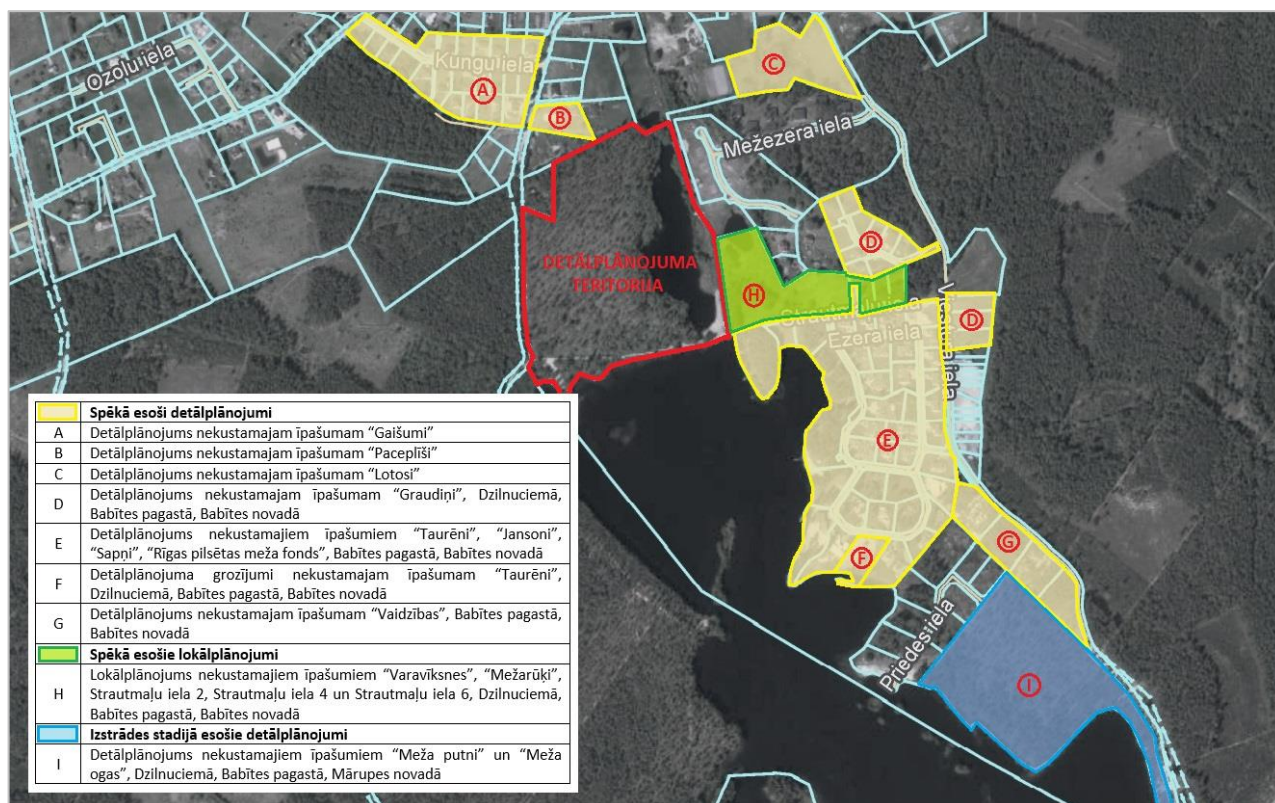 Ozolu iela
Kungu iela
A
B
C
Mežezera iela
D
DETĀLPLĀNOJUMA
TERITORIJA
H
Strautmaļu iela
Ezera iela
D
E
F
G
Priedes iela
I
Spēkā esoši detālplānojumi
A Detālplānojums nekustamajam īpašumam “Gaišumi”
B Detālplānojums nekustamajam īpašumam “Paceplīši”
C Detālplānojums nekustamajam īpašumam “Lotosi”
D Detālplānojums nekustamajam īpašumam “Graudiņi”, Dzilnuciemā,
Babītes pagastā, Babītes novadā
E Detālplānojums nekustamajiem īpašumiem “Taurēni”, “Jansoni”,
“Sapņi”, “Rīgas pilsētas meža fonds”, Babītes pagastā, Babītes novadā
F Detālplānojuma grozījumi nekustamajam īpašumam “Taurēni”,
Dzilnuciemā, Babītes pagastā, Babītes novadā
G Detālplānojums nekustamajam īpašumam “Vaidzības”, Babītes pagastā,
Babītes novadā
Spēkā esošie lokālplānojumi
H Lokālplānojums nekustamajiem īpašumiem “Varavīksnes”, “Mežarūķi”,
Strautmaļu iela 2, Strautmaļu iela 4 un Strautmaļu iela 6, Dzilnuciemā,
Babītes pagastā, Babītes novadā
Izstrādes stadijā esošie detālplānojumi
I Detālplānojums nekustamajiem īpašumiem “Meža putni” un “Meža
ogas”, Dzilnuciemā, Babītes pagastā, Mārupes novadā